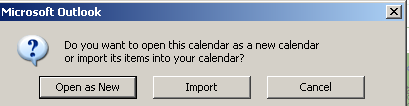 Microsoft Outlook
Do you want to open this calendar as a new calendar
or import its items into your calendar?
Open as New Import Cancel